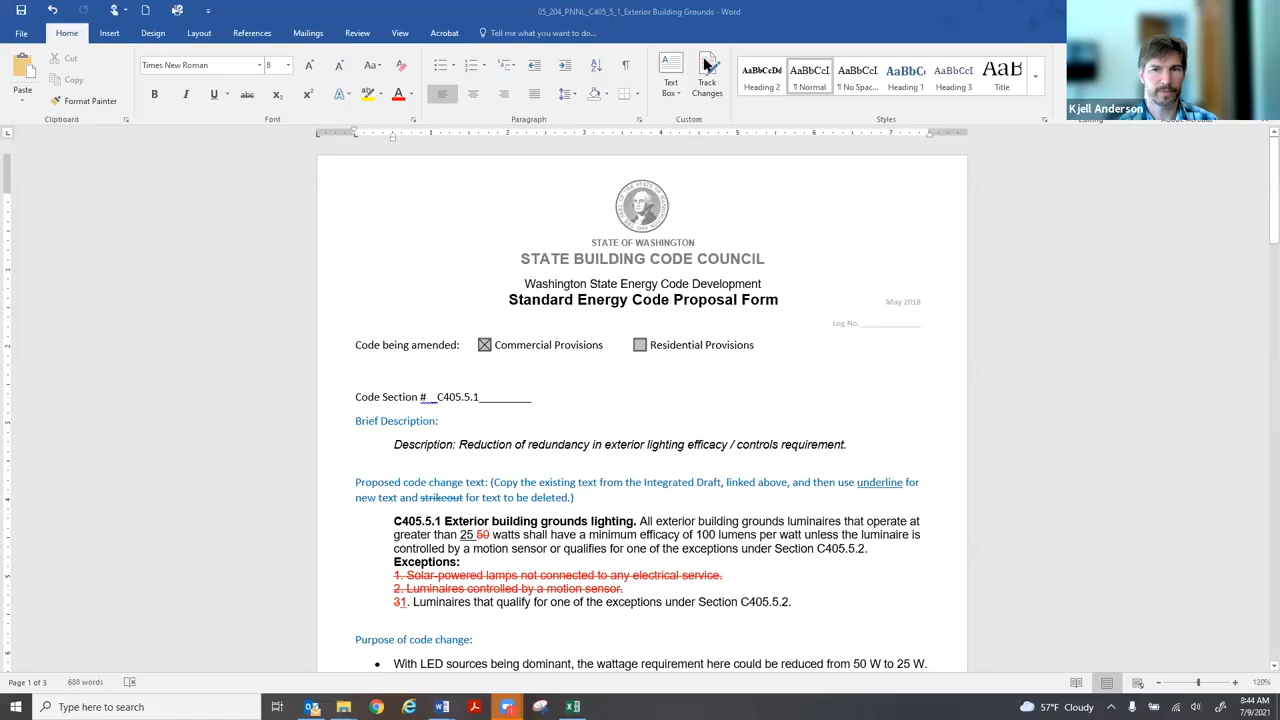 05_204_PNNL_C405_5_1_Exterior Building Grounds - Word
File Home Insert Design Layout References Mailings Review View Acrobat Tell me what you want to do...
Cut
Copy
Paste
Format Painter
Times New Roman 8
Text Box
Track Changes
AaBbCcDd AaBbCcI AaBbCcI AaBbC AaBbCcI AaB
Heading 2 ¶ Normal ¶ No Spac... Heading 1 Heading 3 Title
Clipboard Font Paragraph Custom Styles
Kjell Anderson
STATE OF WASHINGTON
STATE BUILDING CODE COUNCIL
Washington State Energy Code Development
Standard Energy Code Proposal Form
May 2018
Log No. ____________
Code being amended: Commercial Provisions Residential Provisions
Code Section #__C405.5.1_________
Brief Description:
Description: Reduction of redundancy in exterior lighting efficacy / controls requirement.
Proposed code change text: (Copy the existing text from the Integrated Draft, linked above, and then use underline for
new text and strikeout for text to be deleted.)
C405.5.1 Exterior building grounds lighting. All exterior building grounds luminaires that operate at
greater than 25 50 watts shall have a minimum efficacy of 100 lumens per watt unless the luminaire is
controlled by a motion sensor or qualifies for one of the exceptions under Section C405.5.2.
Exceptions:
1. Solar-powered lamps not connected to any electrical service.
2. Luminaires controlled by a motion sensor.
31. Luminaires that qualify for one of the exceptions under Section C405.5.2.
Purpose of code change:
• With LED sources being dominant, the wattage requirement here could be reduced from 50 W to 25 W.
Page 1 of 3 688 words 120%
Type here to search
57°F Cloudy
8:44 AM
7/9/2021